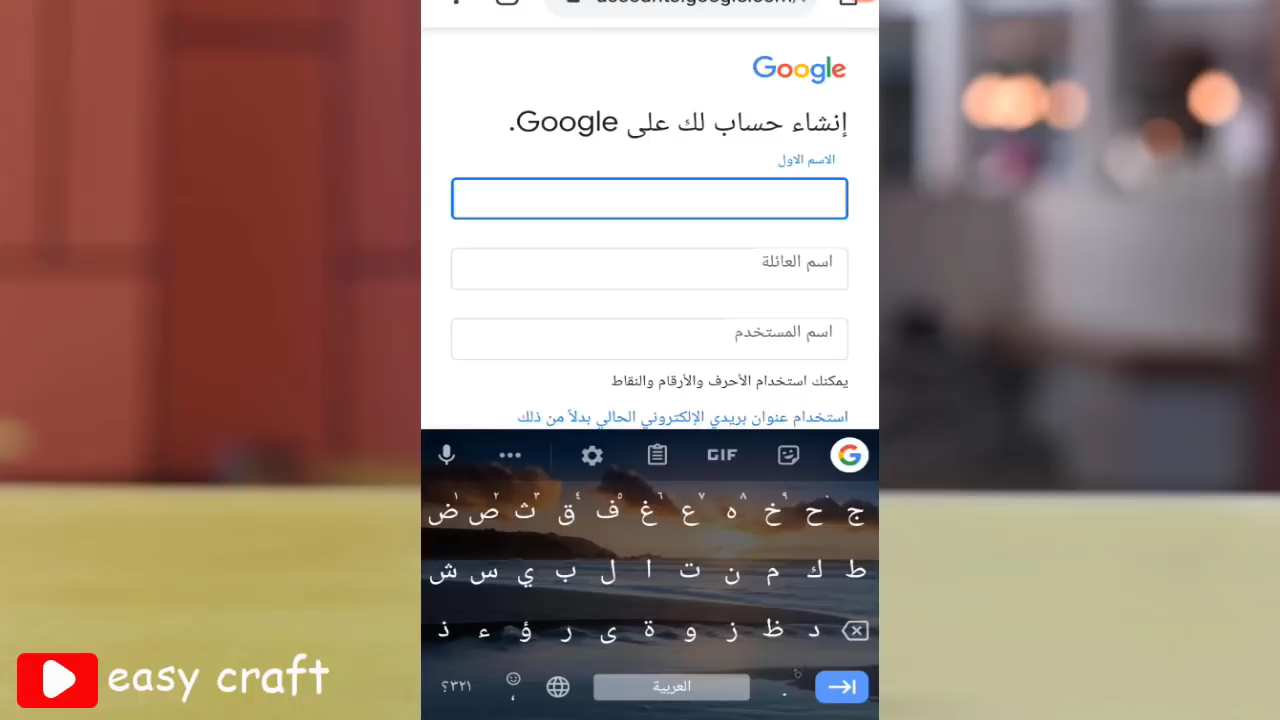 Google
إنشاء حساب لك على Google.
الاسم الاول
اسم العائلة
اسم المستخدم
يمكنك استخدام الأحرف والأرقام والنقاط
استخدام عنوان بريدي الإلكتروني الحالي بدلاً من ذلك
GIF
ض ص ث ق ف غ ع ه خ ح ج
ش س ي ب ل ا ت ن م ك ط
ذ ء ؤ ر ى ة و ز ظ د
؟٣٢١
العربية
easy craft